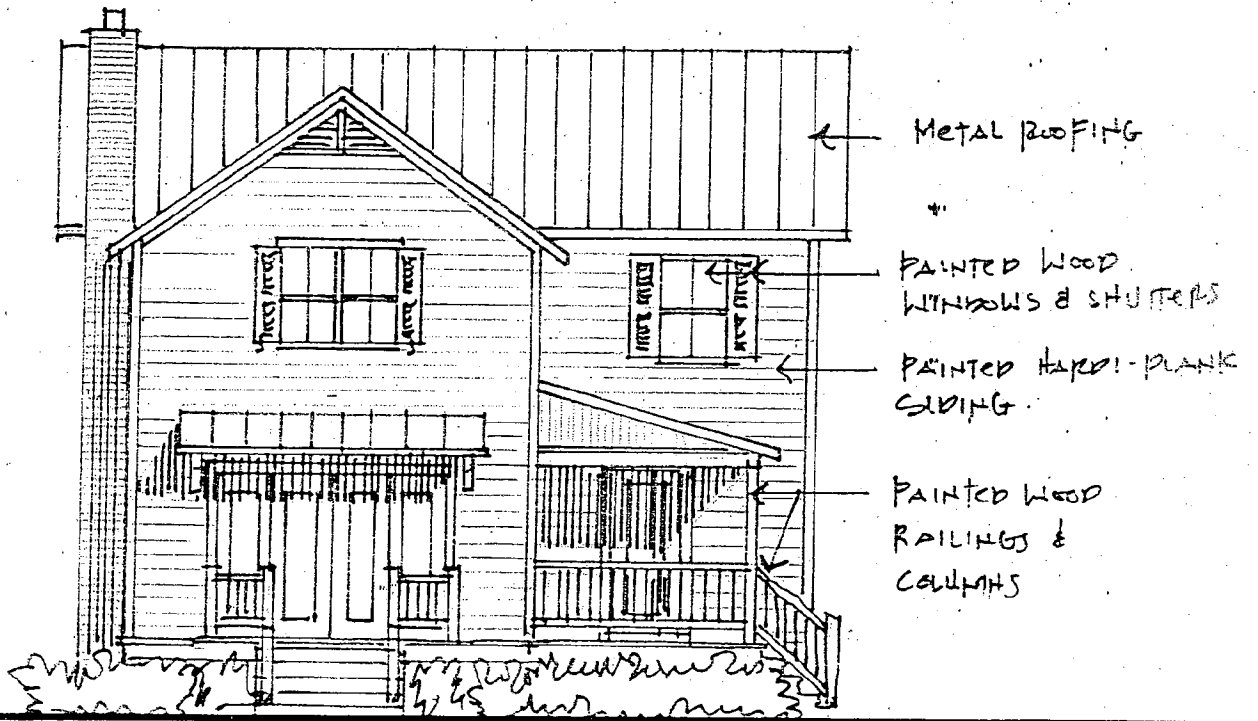 METAL ROOFING
PAINTED WOOD
WINDOWS & SHUTTERS
PAINTED HARDI-PLANK
SIDING.
PAINTED WOOD
RAILINGS &
COLUMNS